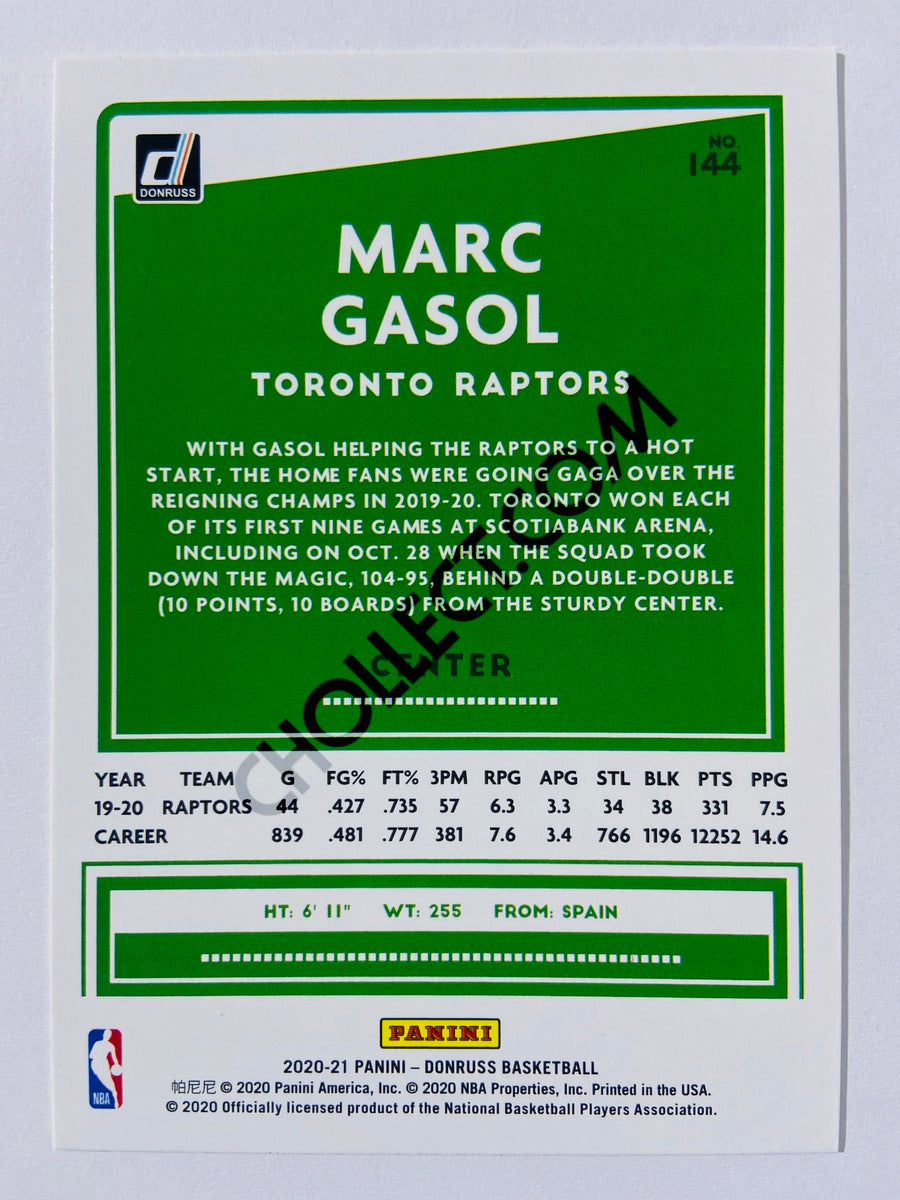 DONRUSS
NO.
144
MARC
GASOL
TORONTO RAPTORS
WITH GASOL HELPING THE RAPTORS TO A HOT
START, THE HOME FANS WERE GOING GAGA OVER THE
REIGNING CHAMPS IN 2019-20. TORONTO WON EACH
OF ITS FIRST NINE GAMES AT SCOTIABANK ARENA,
INCLUDING ON OCT. 28 WHEN THE SQUAD TOOK
DOWN THE MAGIC, 104-95, BEHIND A DOUBLE-DOUBLE
(10 POINTS, 10 BOARDS) FROM THE STURDY CENTER.
CENTER
CHOLLECT.COM
YEAR TEAM G FG% FT% 3PM RPG APG STL BLK PTS PPG
19-20 RAPTORS 44 .427 .735 57 6.3 3.3 34 38 331 7.5
CAREER 839 .481 .777 381 7.6 3.4 766 1196 12252 14.6
HT: 6' 11" WT: 255 FROM: SPAIN
PANINI
NBA
2020-21 PANINI – DONRUSS BASKETBALL
帕尼尼 © 2020 Panini America, Inc. © 2020 NBA Properties, Inc. Printed in the USA.
© 2020 Officially licensed product of the National Basketball Players Association.